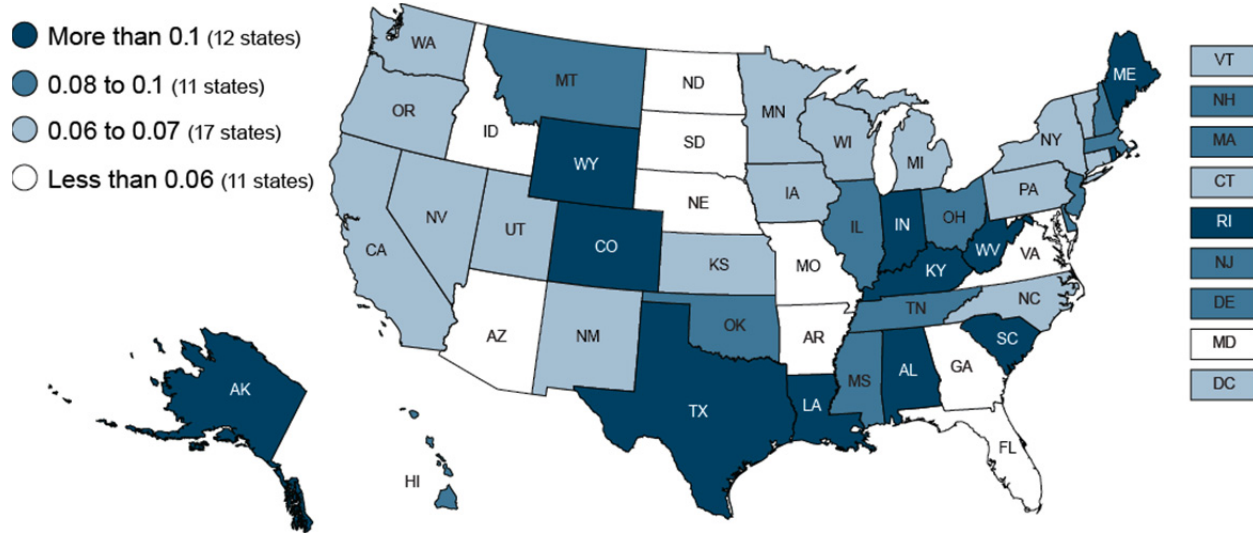 More than 0.1 (12 states)
0.08 to 0.1 (11 states)
0.06 to 0.07 (17 states)
Less than 0.06 (11 states)
WA
MT
ND
MN
ME
VT
OR
ID
SD
WI
MI
NY
NH
WY
MA
NV
UT
NE
IA
PA
CT
CA
CO
KS
MO
IL
IN
OH
WV
VA
RI
KY
NJ
AZ
NM
OK
AR
TN
NC
DE
SC
MD
AK
TX
LA
MS
AL
GA
DC
HI
FL